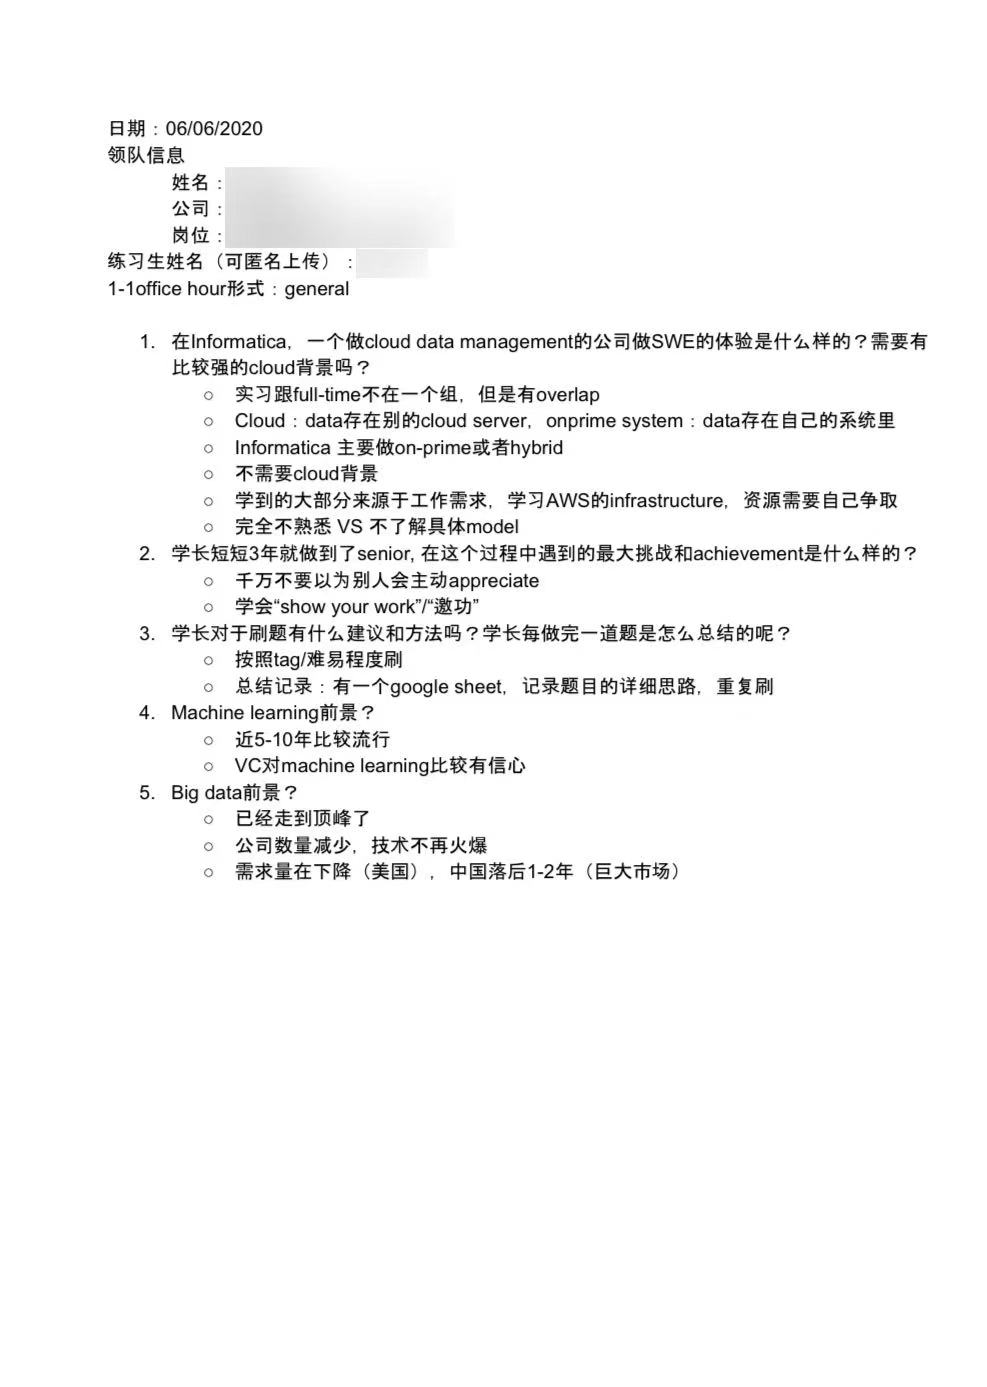 日期：06/06/2020
领队信息
姓名：
公司：
岗位：
练习生姓名（可匿名上传）：
1-1office hour形式：general
1. 在Informatica，一个做cloud data management的公司做SWE的体验是什么样的？需要有
比较强的cloud背景吗？
○ 实习跟full-time不在一个组，但是有overlap
○ Cloud：data存在别的cloud server，onprime system：data存在自己的系统里
○ Informatica 主要做on-prime或者hybrid
○ 不需要cloud背景
○ 学到的大部分来源于工作需求，学习AWS的infrastructure，资源需要自己争取
○ 完全不熟悉 VS 不了解具体model
2. 学长短短3年就做到了senior, 在这个过程中遇到的最大挑战和achievement是什么样的？
○ 千万不要以为别人会主动appreciate
○ 学会“show your work”/“邀功”
3. 学长对于刷题有什么建议和方法吗？学长每做完一道题是怎么总结的呢？
○ 按照tag/难易程度刷
○ 总结记录：有一个google sheet，记录题目的详细思路，重复刷
4. Machine learning前景？
○ 近5-10年比较流行
○ VC对machine learning比较有信心
5. Big data前景？
○ 已经走到顶峰了
○ 公司数量减少，技术不再火爆
○ 需求量在下降（美国），中国落后1-2年（巨大市场）